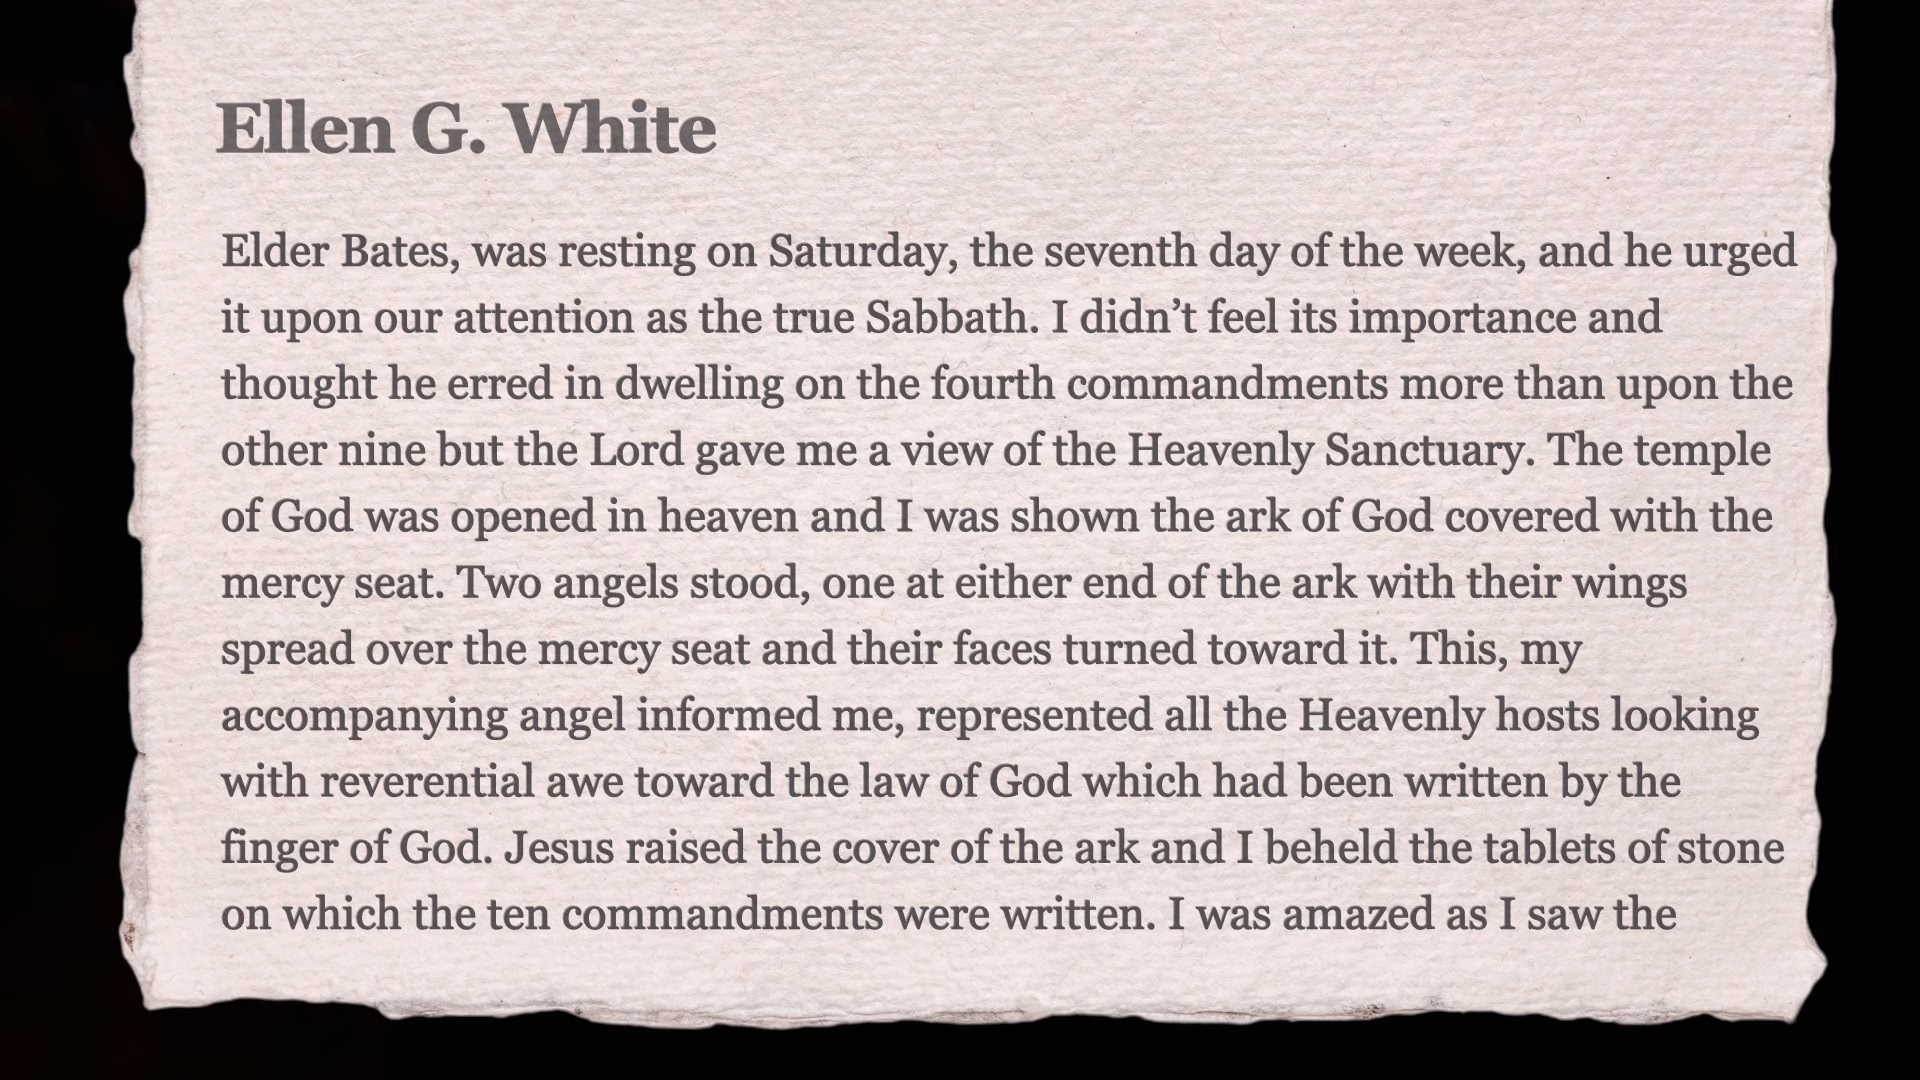 Ellen G. White
Elder Bates, was resting on Saturday, the seventh day of the week, and he urged
it upon our attention as the true Sabbath. I didn’t feel its importance and
thought he erred in dwelling on the fourth commandments more than upon the
other nine but the Lord gave me a view of the Heavenly Sanctuary. The temple
of God was opened in heaven and I was shown the ark of God covered with the
mercy seat. Two angels stood, one at either end of the ark with their wings
spread over the mercy seat and their faces turned toward it. This, my
accompanying angel informed me, represented all the Heavenly hosts looking
with reverential awe toward the law of God which had been written by the
finger of God. Jesus raised the cover of the ark and I beheld the tablets of stone
on which the ten commandments were written. I was amazed as I saw the